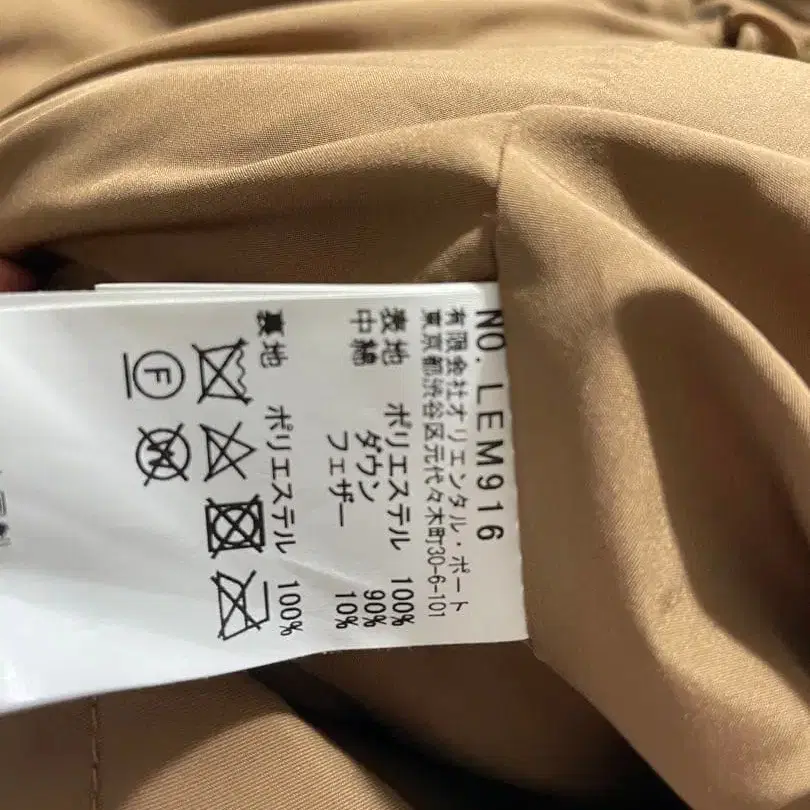 NO. LEM916
有限会社オリエンタル・ポート
東京都渋谷区元代々木町30-6-101
表地 ポリエステル 100%
中綿 ダウン 90%
フェザー 10%
裏地 ポリエステル 100%
F
W